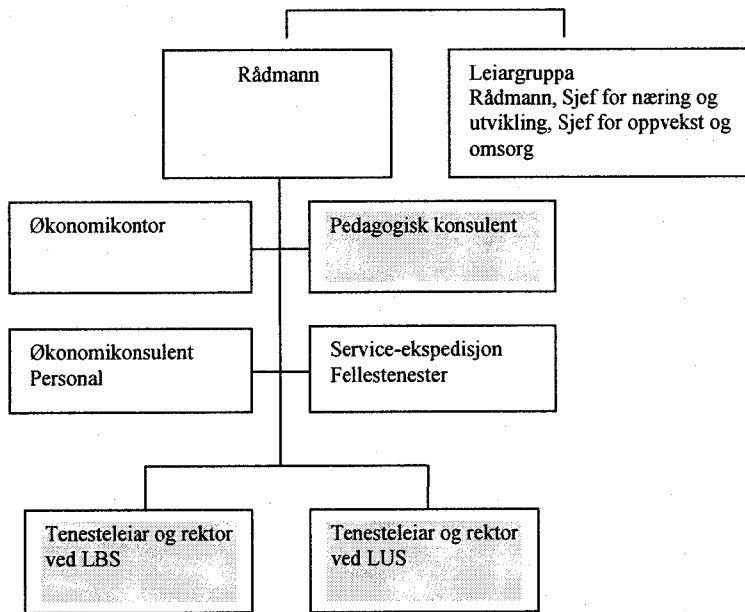 Rådmann
Leiargruppa
Rådmann, Sjef for næring og
utvikling, Sjef for oppvekst og
omsorg
Økonomikontor
Pedagogisk konsulent
Økonomikonsulent
Personal
Service-ekspedisjon
Fellestenester
Tenesteleiar og rektor
ved LBS
Tenesteleiar og rektor
ved LUS